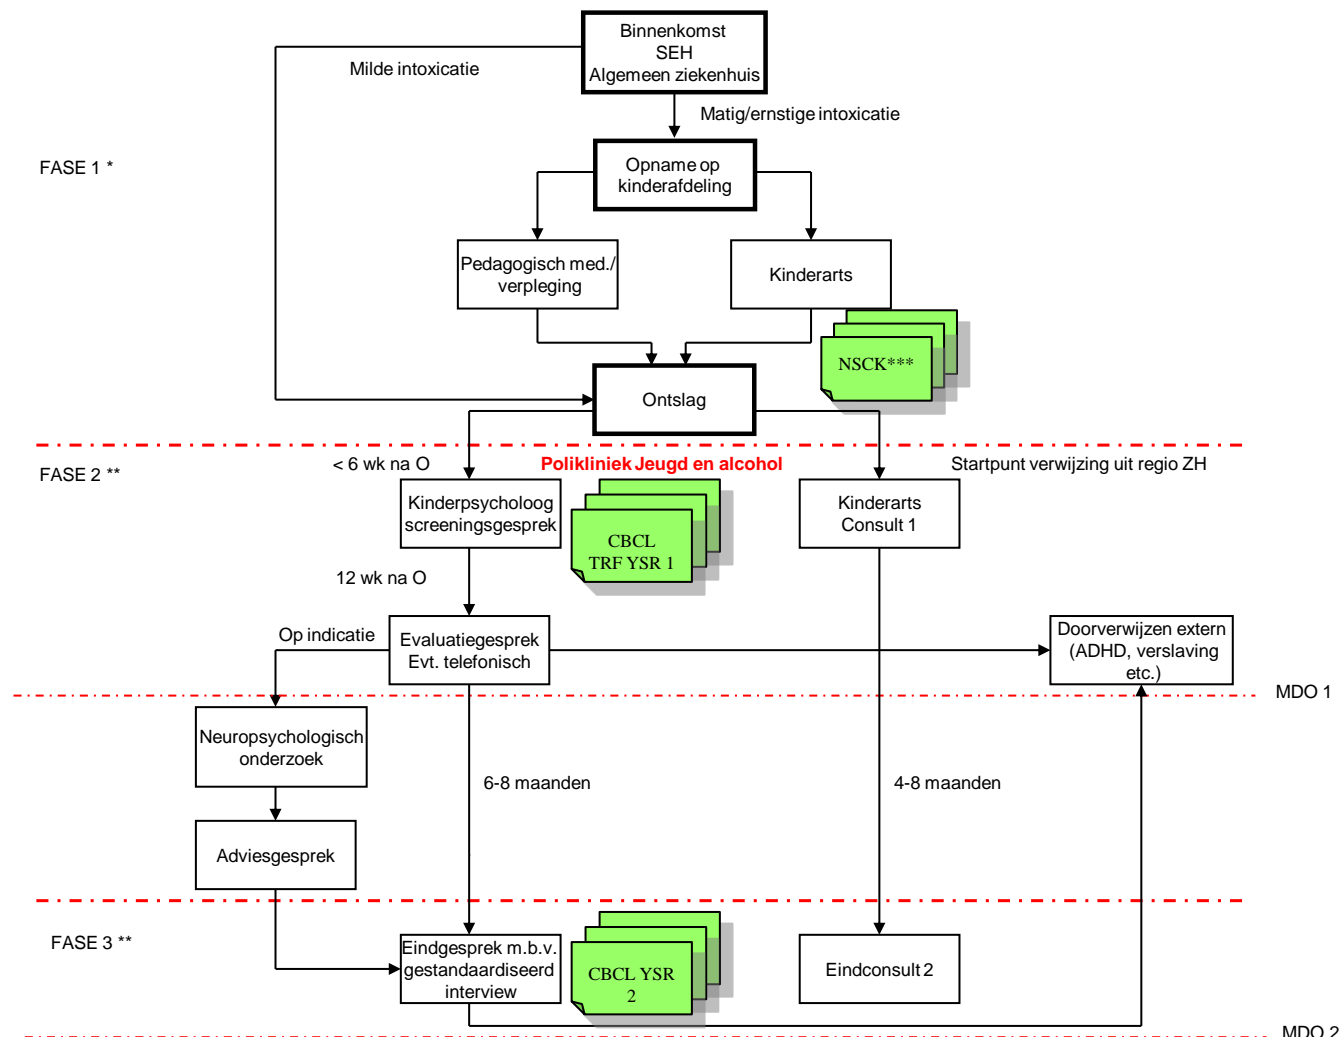 Binnenkomst
SEH
Algemeen ziekenhuis
Milde intoxicatie
Matig/ernstige intoxicatie
FASE 1 *
Opname op
kinderafdeling
Pedagogisch med./
verpleging
Kinderarts
NSCK***
Ontslag
FASE 2 **
< 6 wk na O
Polikliniek Jeugd en alcohol
Startpunt verwijzing uit regio ZH
Kinderpsycholoog
screeningsgesprek
CBCL
TRF YSR 1
Kinderarts
Consult 1
12 wk na O
Op indicatie
Evaluatiegesprek
Evt. telefonisch
Doorverwijzen extern
(ADHD, verslaving
etc.)
MDO 1
Neuropsychologisch
onderzoek
6-8 maanden
4-8 maanden
Adviesgesprek
FASE 3 **
Eindgesprek m.b.v.
gestandaardiseerd
interview
CBCL YSR
2
Eindconsult 2
MDO 2